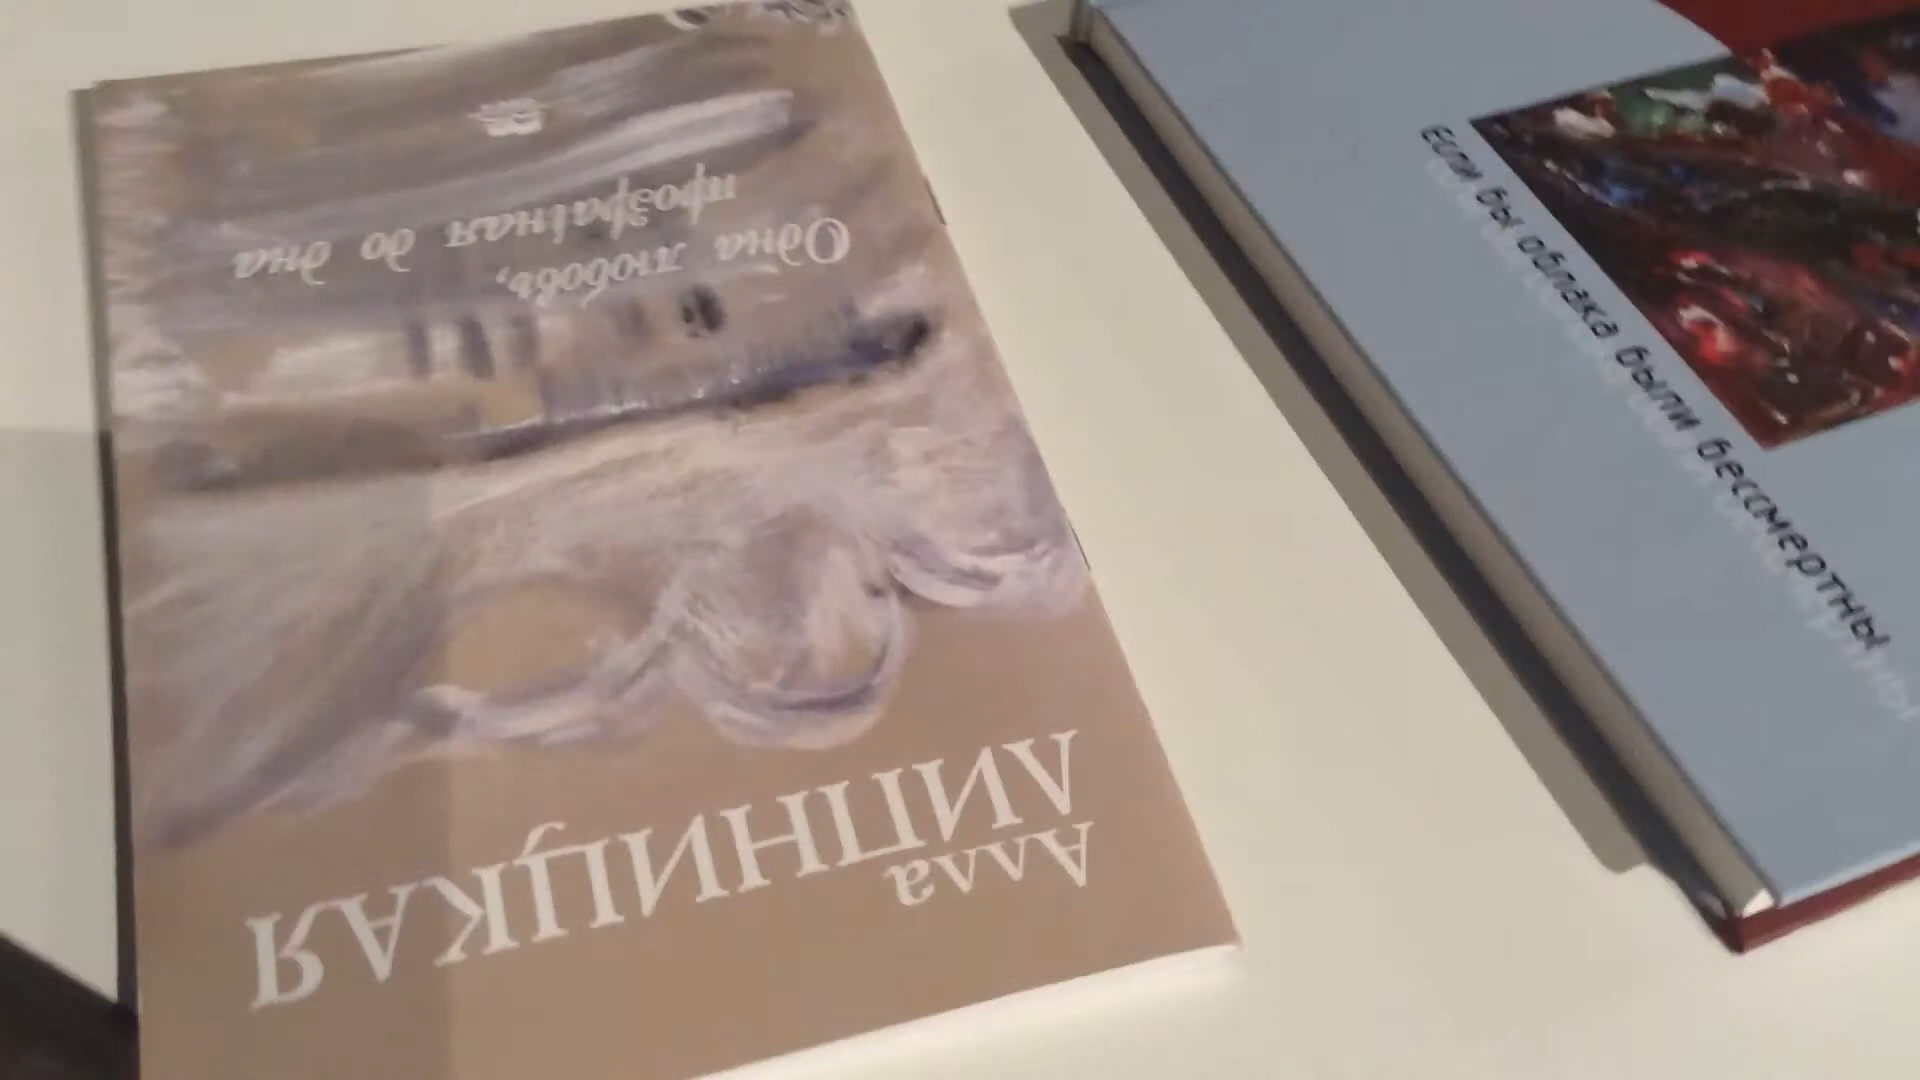 Алла
ЛИПНИЦКАЯ
Одна любовь,
прозрачная до дна
Если бы облака были бессмертны